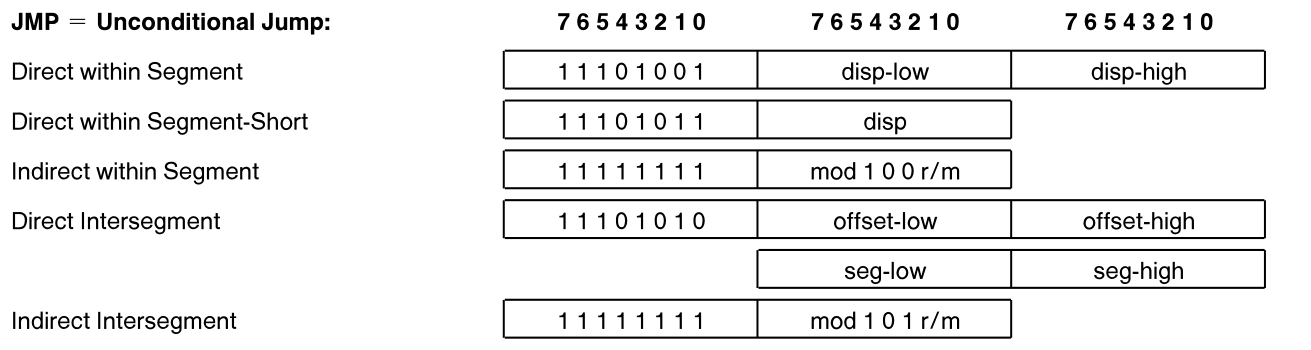 JMP = Unconditional Jump: 7 6 5 4 3 2 1 0 7 6 5 4 3 2 1 0 7 6 5 4 3 2 1 0
Direct within Segment 1 1 1 0 1 0 0 1 disp-low disp-high
Direct within Segment-Short 1 1 1 0 1 0 1 1 disp
Indirect within Segment 1 1 1 1 1 1 1 1 mod 1 0 0 r/m
Direct Intersegment 1 1 1 0 1 0 1 0 offset-low offset-high
seg-low seg-high
Indirect Intersegment 1 1 1 1 1 1 1 1 mod 1 0 1 r/m